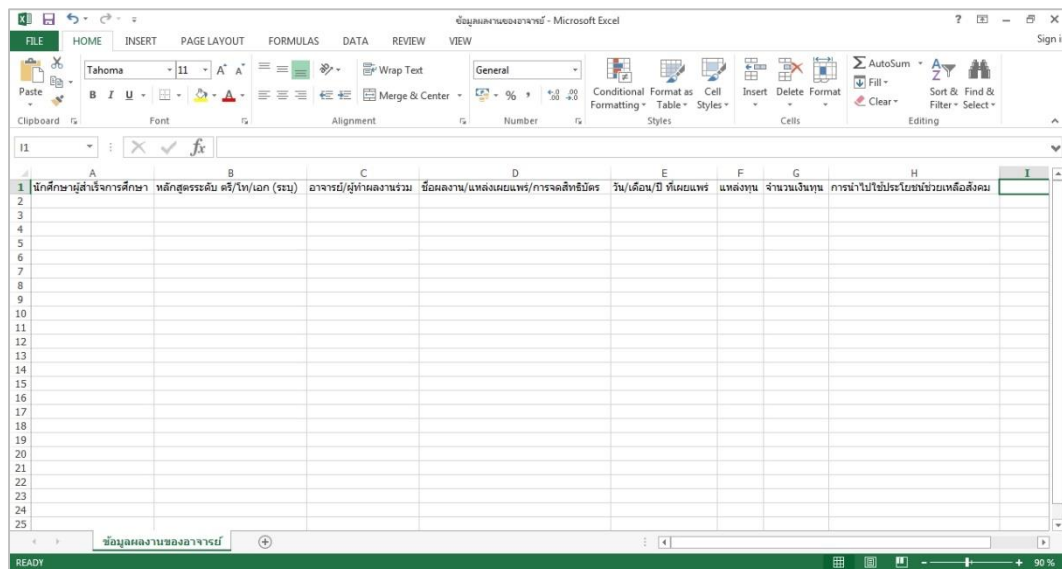 ข้อมูลผลงานของอาจารย์ - Microsoft Excel
FILE HOME INSERT PAGE LAYOUT FORMULAS DATA REVIEW VIEW Sign i
Paste Tahoma 11 A A Wrap Text General Conditional Formatting Format as Table Cell Styles Insert Delete Format AutoSum Fill Clear Sort & Filter Find & Select
B I U A Merge & Center % ,
Clipboard Font Alignment Number Styles Cells Editing
I1 fx
A B C D E F G H I
1 นักศึกษาผู้สำเร็จการศึกษา หลักสูตรระดับ ตรี/โท/เอก (ระบุ) อาจารย์/ผู้ทำผลงานร่วม ชื่อผลงาน/แหล่งเผยแพร่/การจดสิทธิบัตร วัน/เดือน/ปี ที่เผยแพร่ แหล่งทุน จำนวนเงินทุน การนำไปใช้ประโยชน์ช่วยเหลือสังคม
2
3
4
5
6
7
8
9
10
11
12
13
14
15
16
17
18
19
20
21
22
23
24
25
ข้อมูลผลงานของอาจารย์
READY 90 %